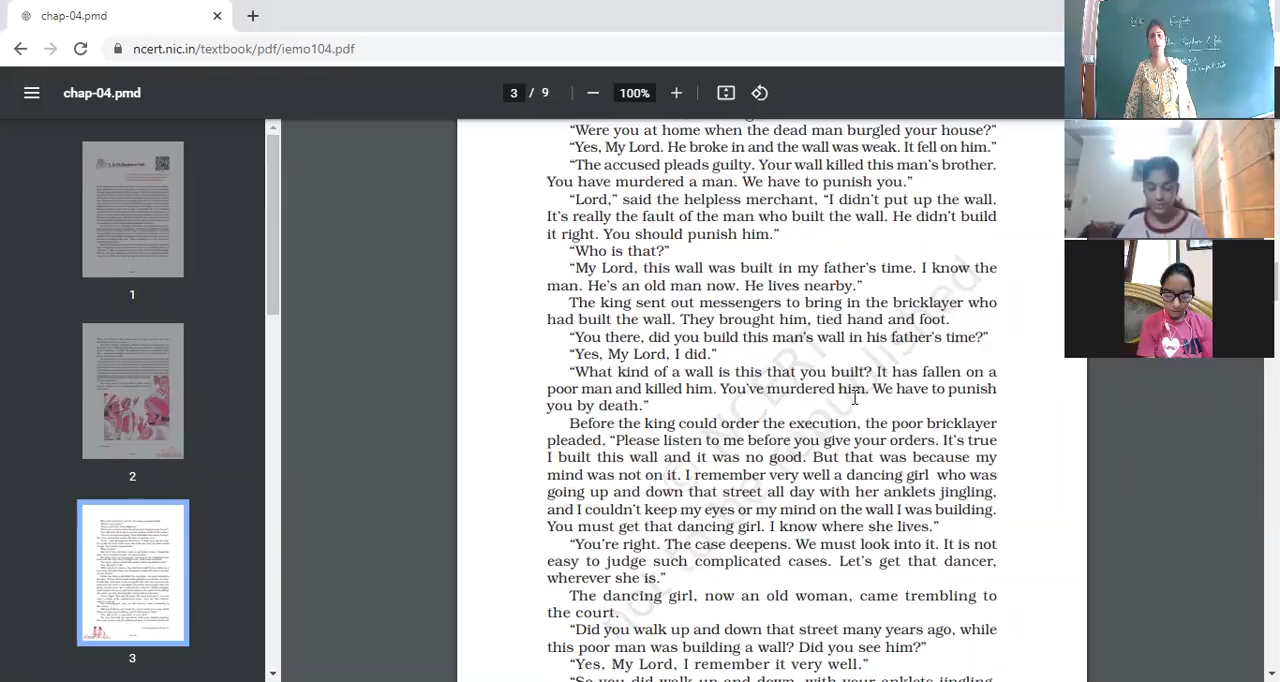 chap-04.pmd
ncert.nic.in/textbook/pdf/iemo104.pdf
chap-04.pmd
3 / 9
100%
1
2
3
“Were you at home when the dead man burgled your house?”
“Yes, My Lord. He broke in and the wall was weak. It fell on him.”
“The accused pleads guilty. Your wall killed this man’s brother.
You have murdered a man. We have to punish you.”
“Lord,” said the helpless merchant, “I didn’t put up the wall.
It’s really the fault of the man who built the wall. He didn’t build
it right. You should punish him.”
“Who is that?”
“My Lord, this wall was built in my father’s time. I know the
man. He’s an old man now. He lives nearby.”
The king sent out messengers to bring in the bricklayer who
had built the wall. They brought him, tied hand and foot.
“You there, did you build this man’s wall in his father’s time?”
“Yes, My Lord, I did.”
“What kind of a wall is this that you built? It has fallen on a
poor man and killed him. You’ve murdered him. We have to punish
you by death.”
Before the king could order the execution, the poor bricklayer
pleaded, “Please listen to me before you give your orders. It’s true
I built this wall and it was no good. But that was because my
mind was not on it. I remember very well a dancing girl who was
going up and down that street all day with her anklets jingling,
and I couldn’t keep my eyes or my mind on the wall I was building.
You must get that dancing girl. I know where she lives.”
“You’re right. The case deepens. We must look into it. It is not
easy to judge such complicated cases. Let’s get that dancer,
wherever she is.”
The dancing girl, now an old woman, came trembling to
the court.
“Did you walk up and down that street many years ago, while
this poor man was building a wall? Did you see him?”
“Yes, My Lord, I remember it very well.”
“So you did walk up and down, with your anklets jingling.
© NCERT
English